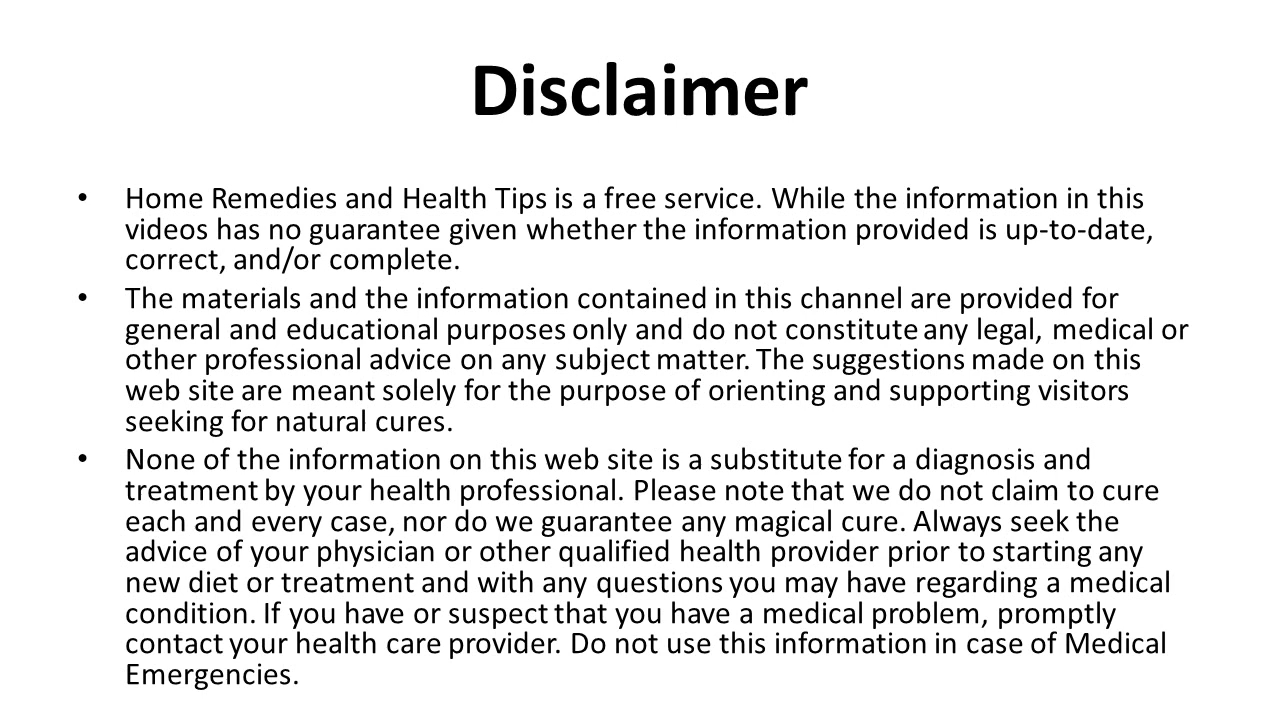 Disclaimer
• Home Remedies and Health Tips is a free service. While the information in this
videos has no guarantee given whether the information provided is up-to-date,
correct, and/or complete.
• The materials and the information contained in this channel are provided for
general and educational purposes only and do not constitute any legal, medical or
other professional advice on any subject matter. The suggestions made on this
web site are meant solely for the purpose of orienting and supporting visitors
seeking for natural cures.
• None of the information on this web site is a substitute for a diagnosis and
treatment by your health professional. Please note that we do not claim to cure
each and every case, nor do we guarantee any magical cure. Always seek the
advice of your physician or other qualified health provider prior to starting any
new diet or treatment and with any questions you may have regarding a medical
condition. If you have or suspect that you have a medical problem, promptly
contact your health care provider. Do not use this information in case of Medical
Emergencies.